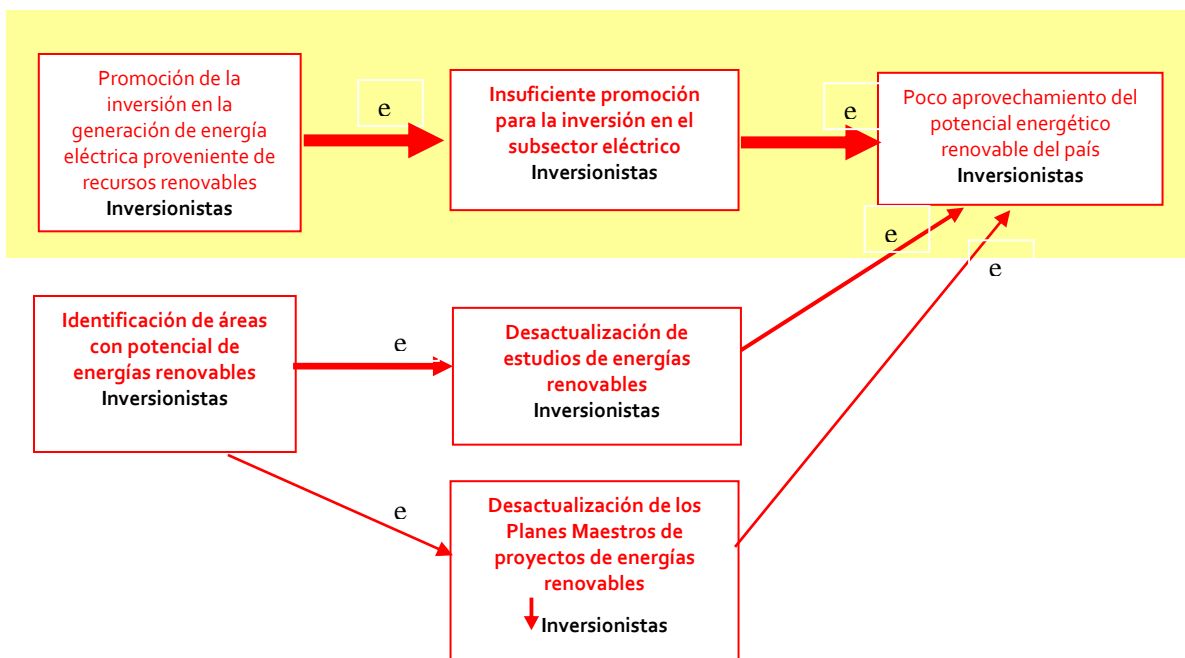 Promoción de la
inversión en la
generación de energía
eléctrica proveniente de
recursos renovables
Inversionistas
e
Insuficiente promoción
para la inversión en el
subsector eléctrico
Inversionistas
e
Poco aprovechamiento del
potencial energético
renovable del país
Inversionistas
e
e
Identificación de áreas
con potencial de
energías renovables
Inversionistas
e
Desactualización de
estudios de energías
renovables
Inversionistas
e
Desactualización de los
Planes Maestros de
proyectos de energías
renovables
Inversionistas